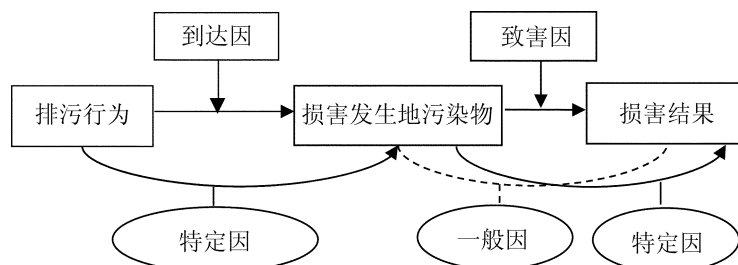 到达因
致害因
排污行为
损害发生地污染物
损害结果
特定因
一般因
特定因